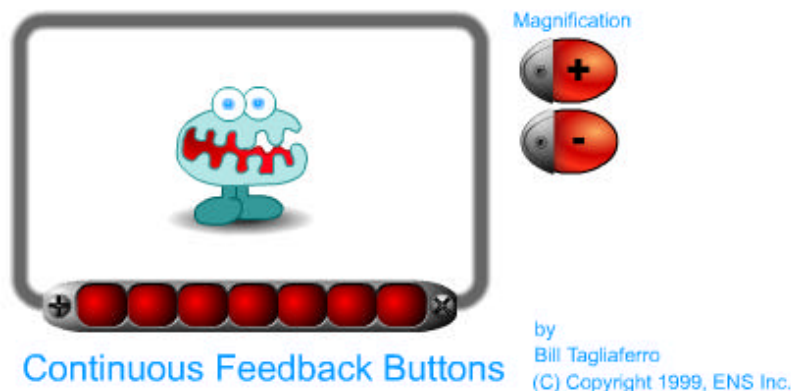 Magnification
+
-
Continuous Feedback Buttons
by
Bill Tagliaferro
(C) Copyright 1999, ENS Inc.